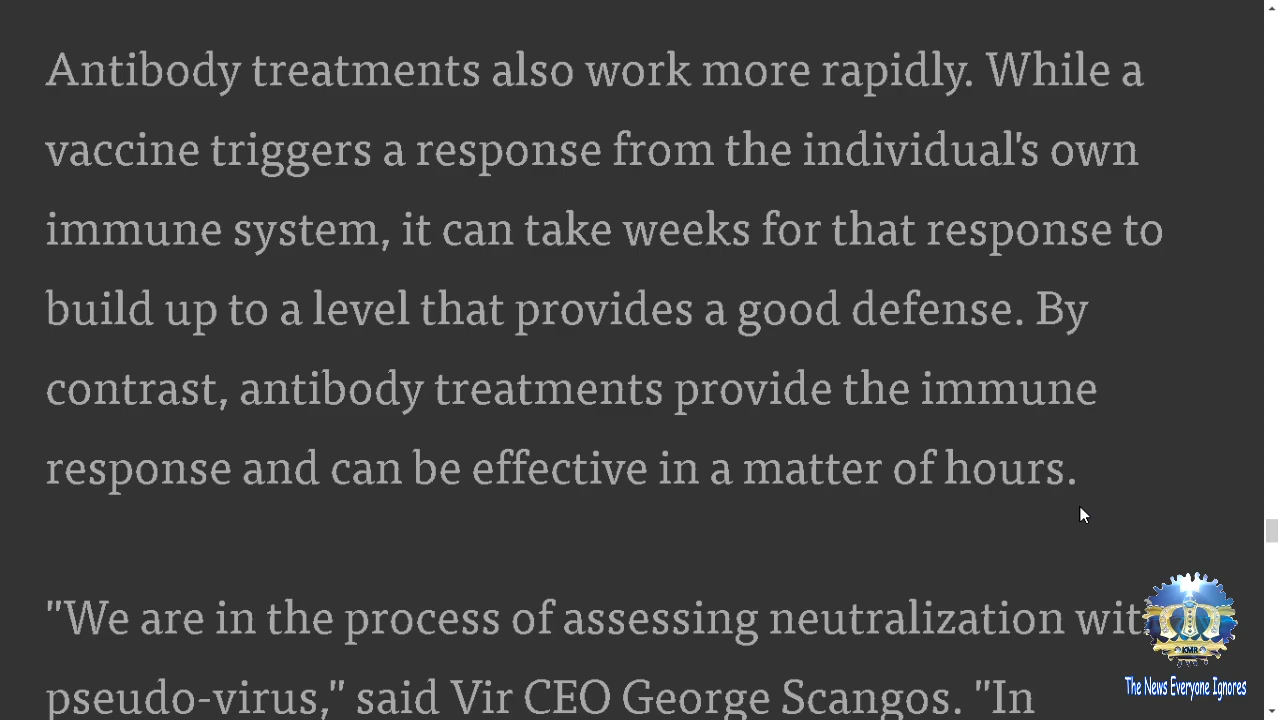 Antibody treatments also work more rapidly. While a
vaccine triggers a response from the individual's own
immune system, it can take weeks for that response to
build up to a level that provides a good defense. By
contrast, antibody treatments provide the immune
response and can be effective in a matter of hours.
"We are in the process of assessing neutralization wit
pseudo-virus," said Vir CEO George Scangos. "In
KMR
The News Everyone Ignores